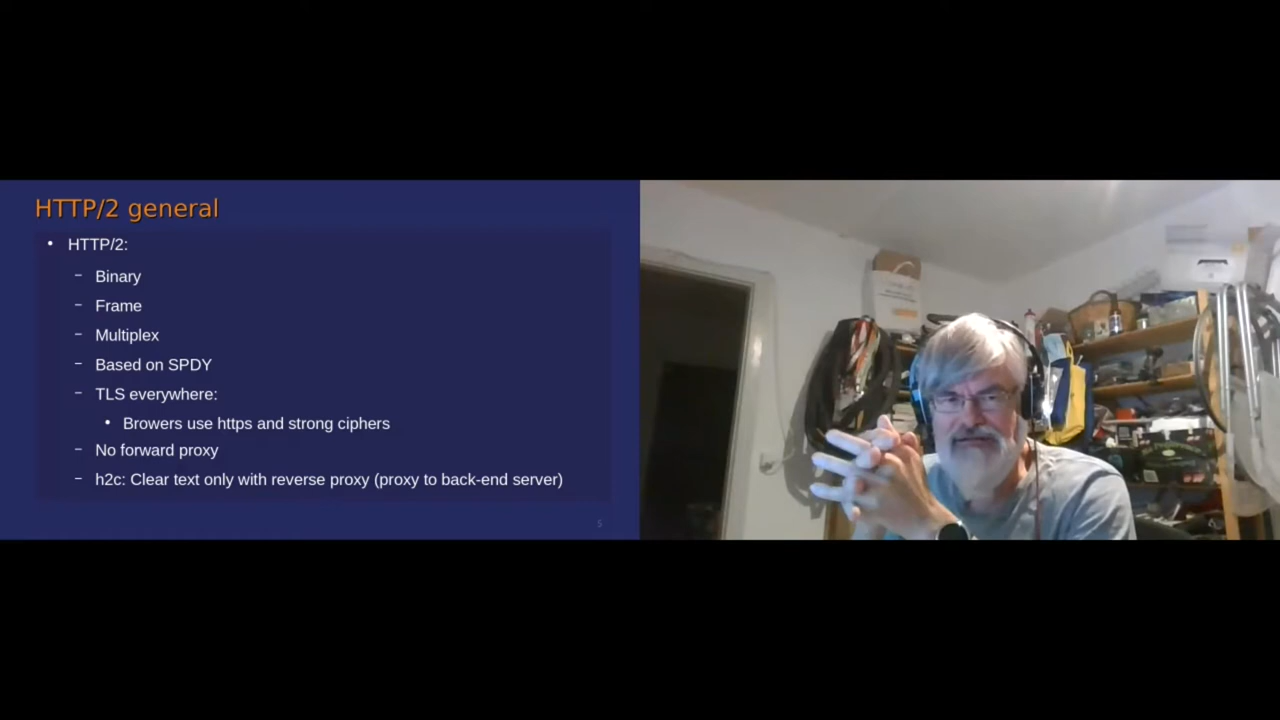 HTTP/2 general
• HTTP/2:
– Binary
– Frame
– Multiplex
– Based on SPDY
– TLS everywhere:
• Browers use https and strong ciphers
– No forward proxy
– h2c: Clear text only with reverse proxy (proxy to back-end server)
5